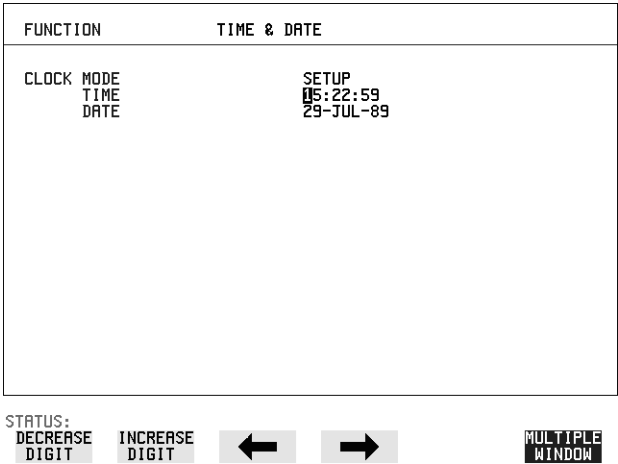 FUNCTION TIME & DATE
CLOCK MODE SETUP
TIME 15:22:59
DATE 29-JUL-89
STATUS:
DECREASE DIGIT
INCREASE DIGIT
MULTIPLE WINDOW